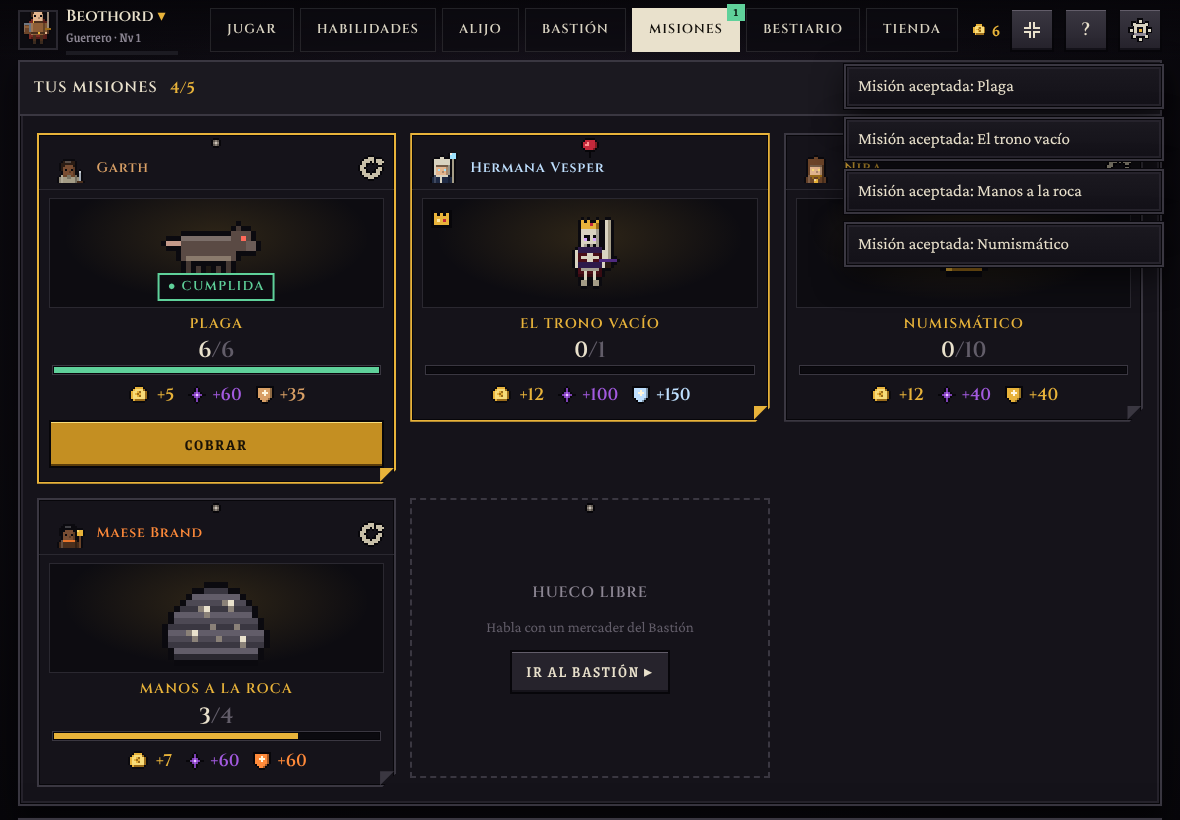 Beothord ▾
Guerrero · Nv 1
JUGAR
HABILIDADES
ALIJO
BASTIÓN
MISIONES
1
BESTIARIO
TIENDA
6
?
TUS MISIONES 4/5
Misión aceptada: Plaga
Misión aceptada: El trono vacío
Misión aceptada: Manos a la roca
Misión aceptada: Numismático
Garth
• CUMPLIDA
PLAGA
6/6
+5 +60 +35
COBRAR
Hermana Vesper
EL TRONO VACÍO
0/1
+12 +100 +150
NUMISMÁTICO
0/10
+12 +40 +40
Maese Brand
MANOS A LA ROCA
3/4
+7 +60 +60
HUECO LIBRE
Habla con un mercader del Bastión
IR AL BASTIÓN ▸